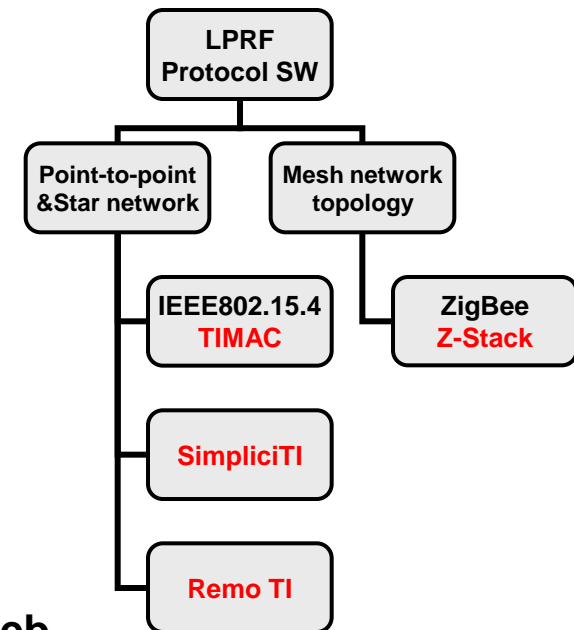 LPRF
Protocol SW
Point-to-point
&Star network
Mesh network
topology
IEEE802.15.4
TIMAC
ZigBee
Z-Stack
SimpliciTI
Remo TI